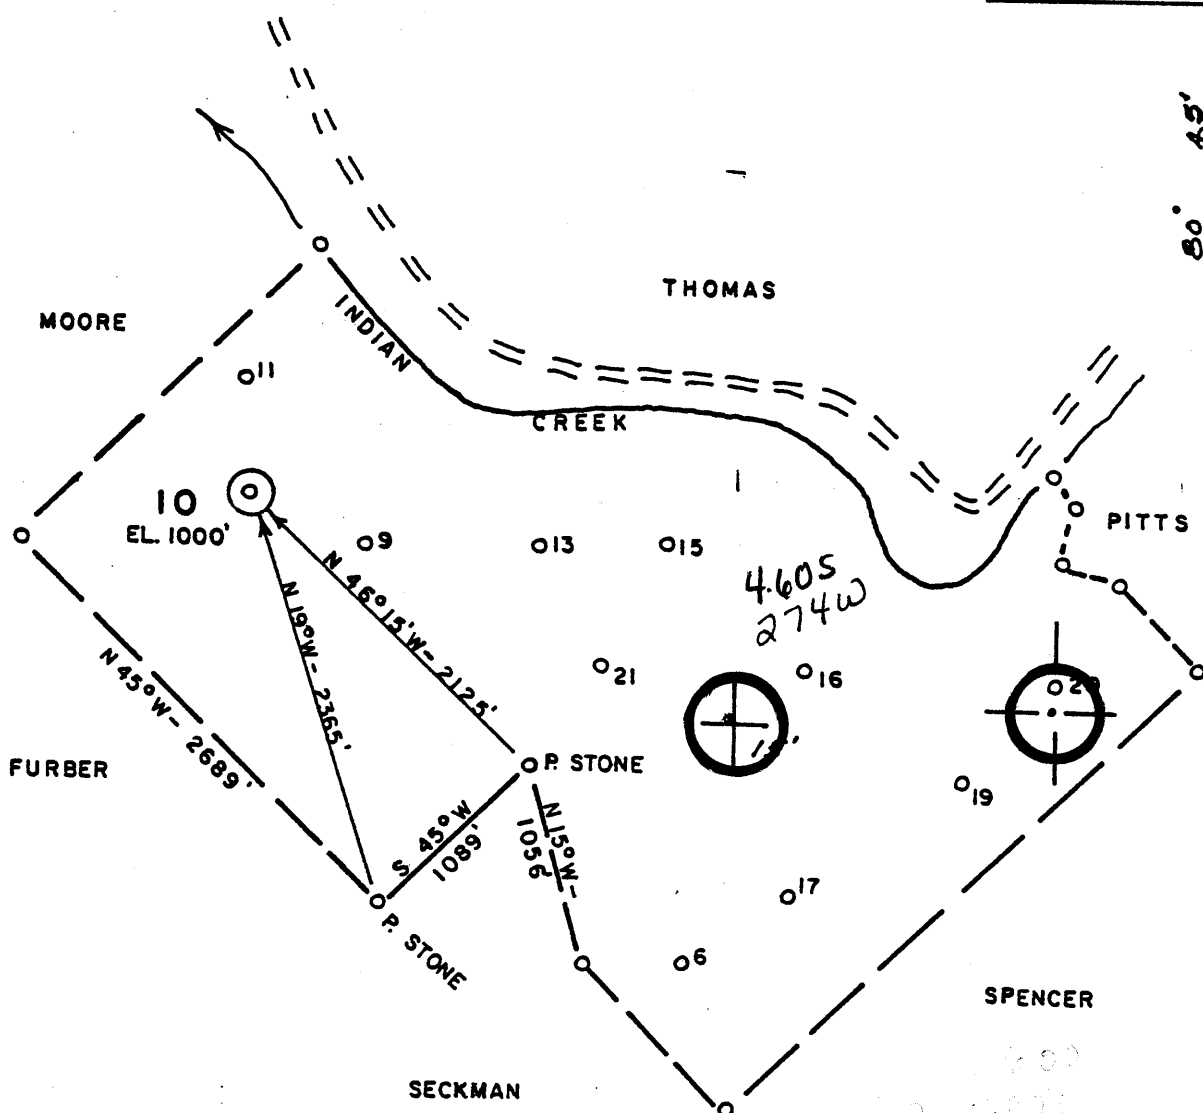 80° 45'
THOMAS
MOORE
INDIAN
CREEK
11
10
EL. 1000'
9
13
15
PITTS
4.60S
274W
N 46° 15' W - 2125'
N 19° W - 2365'
N 45° W - 2689'
21
16
FURBER
P. STONE
19
S 45° W
1089'
N 15° W -
1056'
17
P. STONE
6
SPENCER
SECKMAN